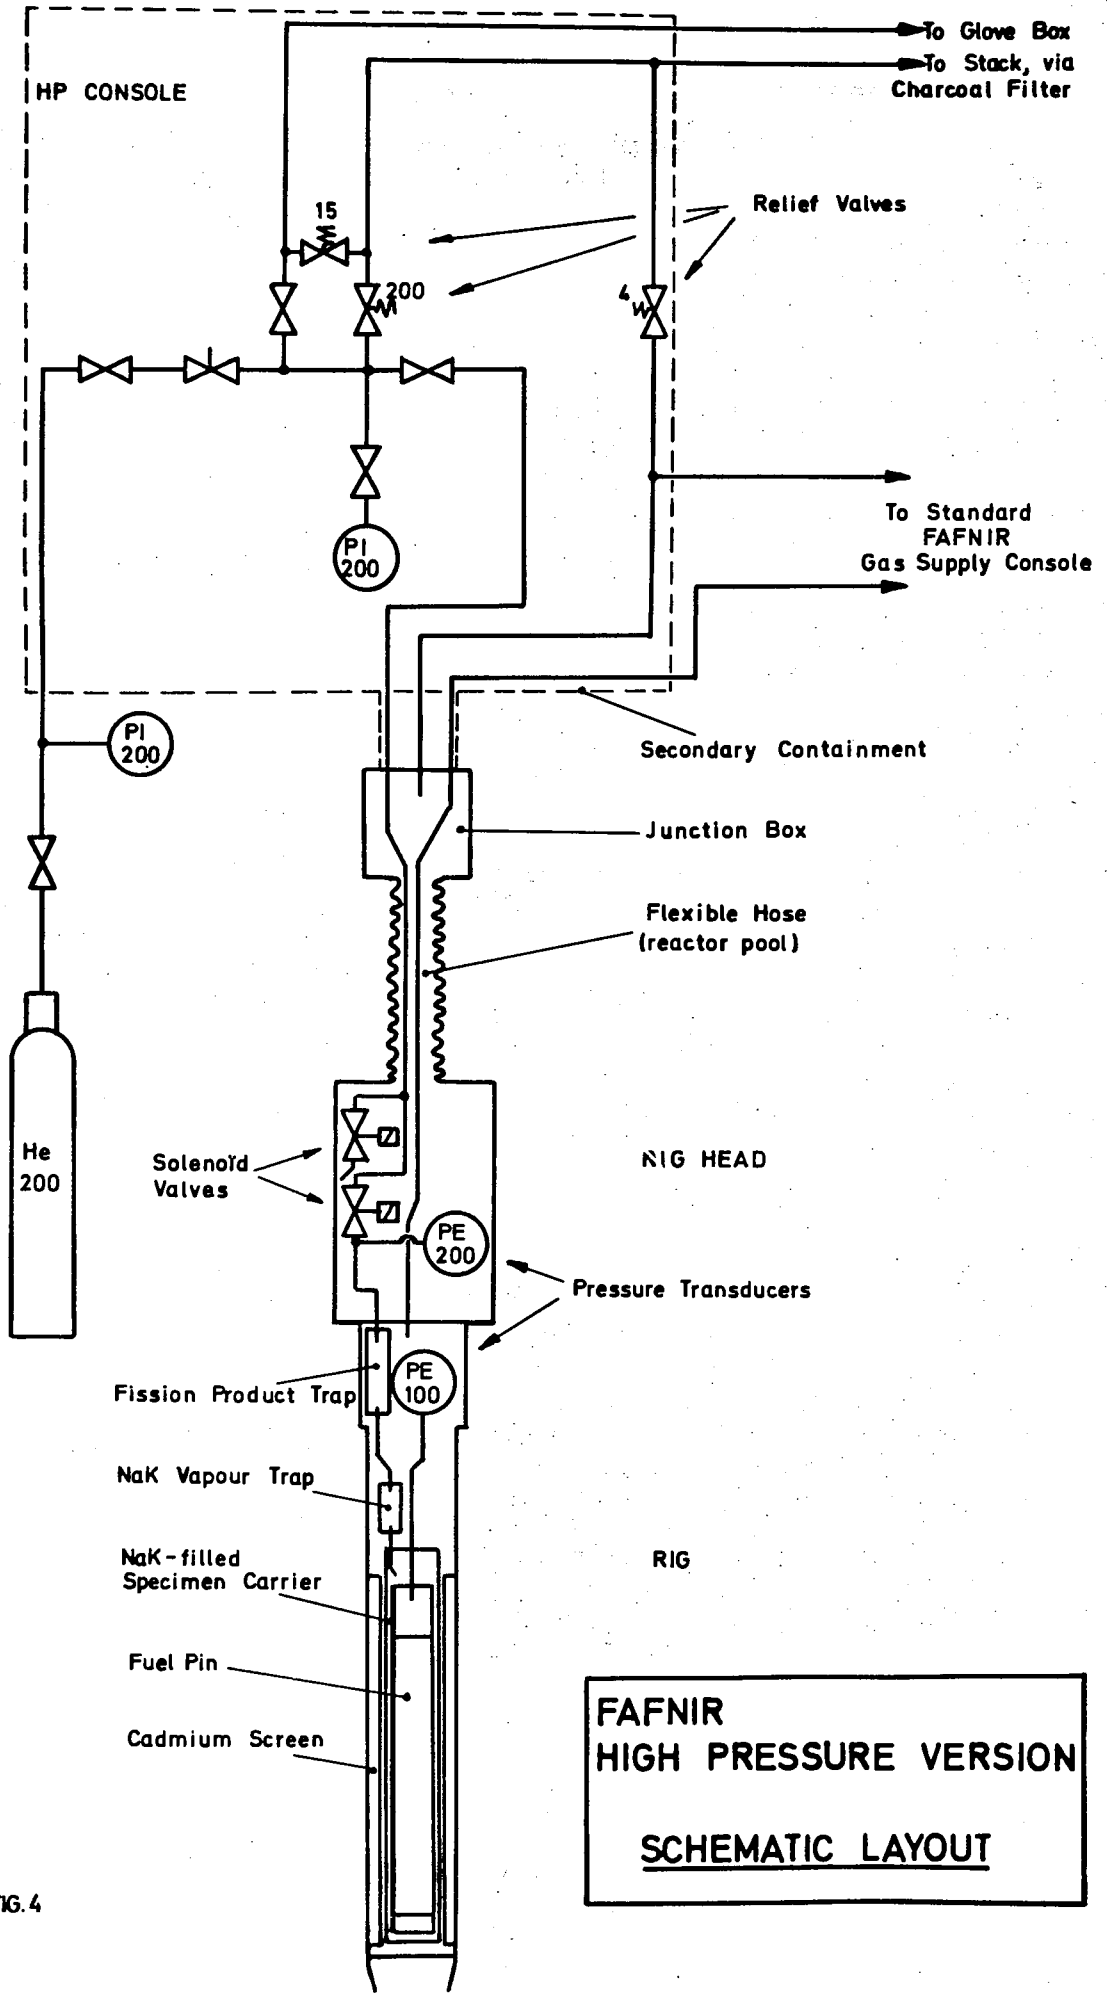 To Glove Box
To Stack, via
Charcoal Filter
HP CONSOLE
Relief Valves
15
200
4
PI
200
To Standard
FAFNIR
Gas Supply Console
PI
200
Secondary Containment
Junction Box
Flexible Hose
(reactor pool)
He
200
Solenoïd
Valves
RIG HEAD
PE
200
Pressure Transducers
PE
100
Fission Product Trap
NaK Vapour Trap
NaK-filled
Specimen Carrier
RIG
Fuel Pin
Cadmium Screen
FAFNIR
HIGH PRESSURE VERSION
SCHEMATIC LAYOUT
IG. 4